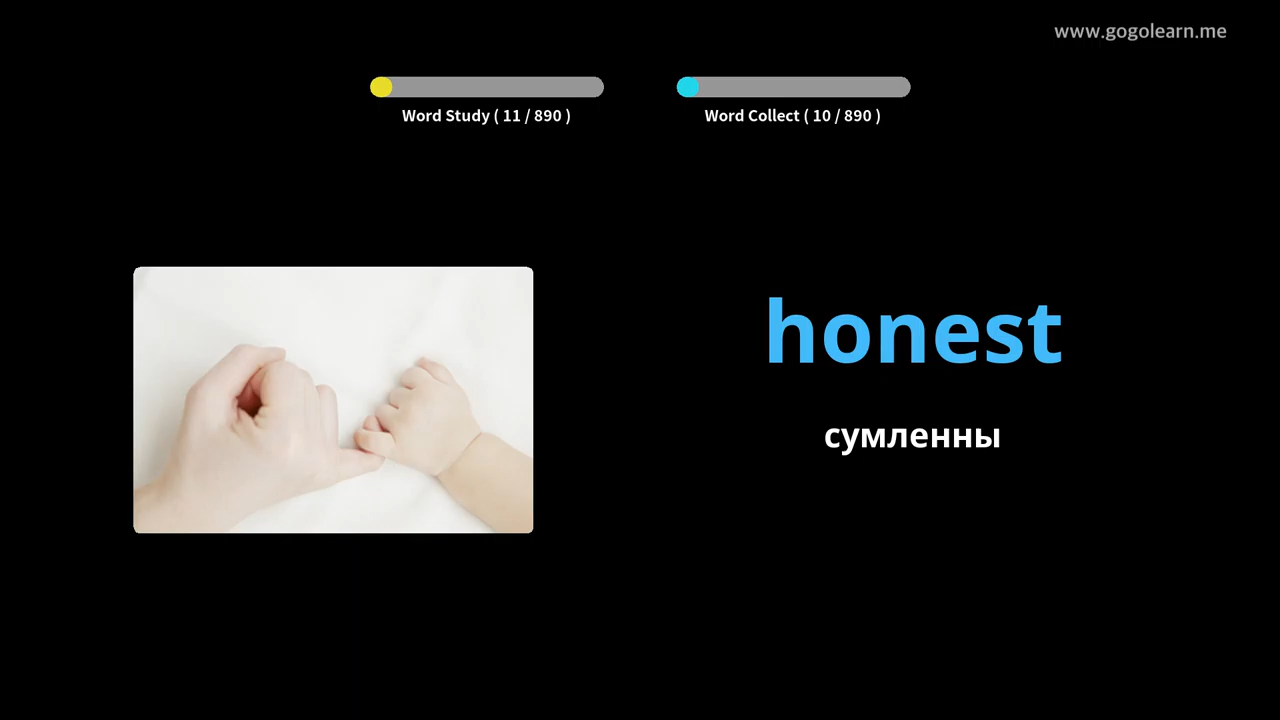 www.gogolearn.me
Word Study ( 11 / 890 )
Word Collect ( 10 / 890 )
honest
сумленны